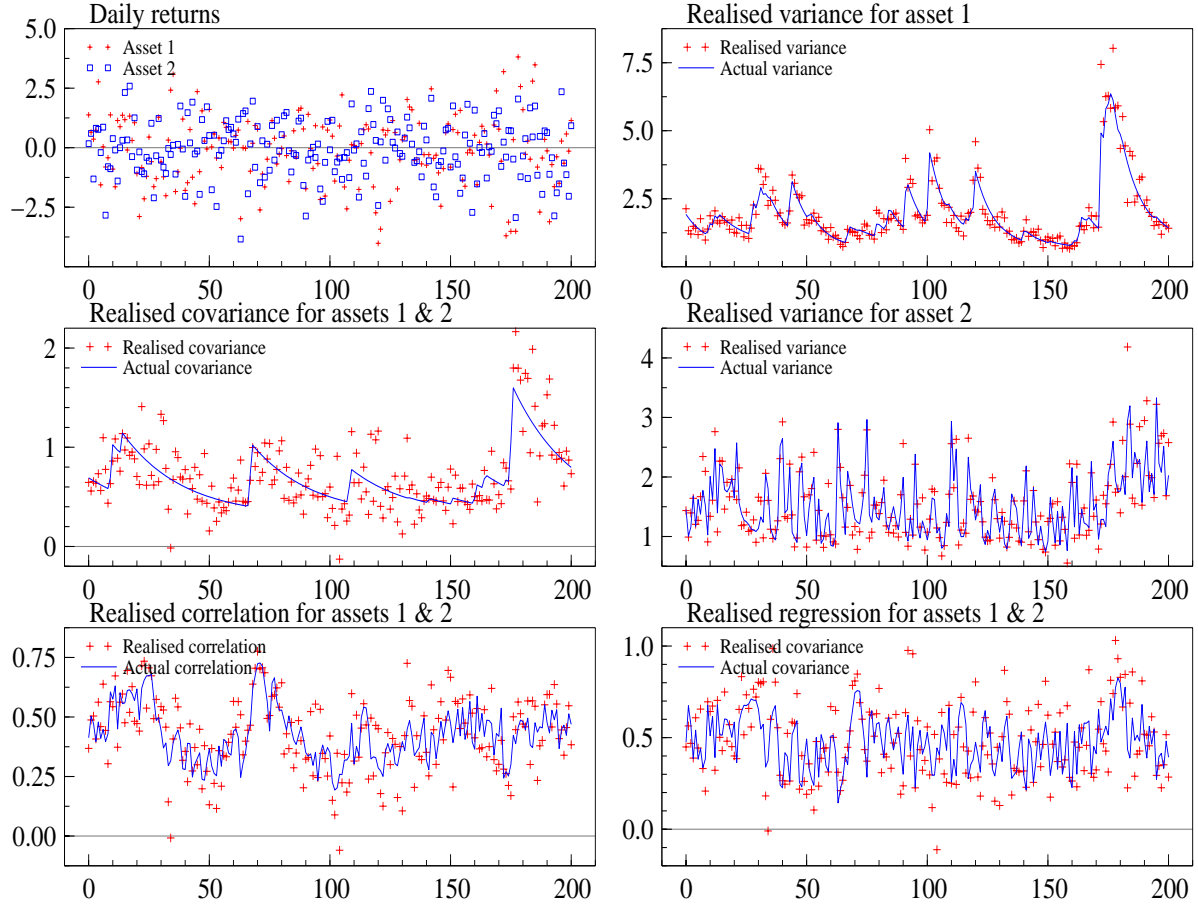 Daily returns
5.0
2.5
0.0
−2.5
Asset 1
Asset 2
0 50 100 150 200
Realised variance for asset 1
7.5
5.0
2.5
Realised variance
Actual variance
0 50 100 150 200
Realised covariance for assets 1 & 2
2
1
0
Realised covariance
Actual covariance
0 50 100 150 200
Realised variance for asset 2
4
3
2
1
Realised variance
Actual variance
0 50 100 150 200
Realised correlation for assets 1 & 2
0.75
0.50
0.25
0.00
Realised correlation
Actual correlation
0 50 100 150 200
Realised regression for assets 1 & 2
1.0
0.5
0.0
Realised covariance
Actual covariance
0 50 100 150 200